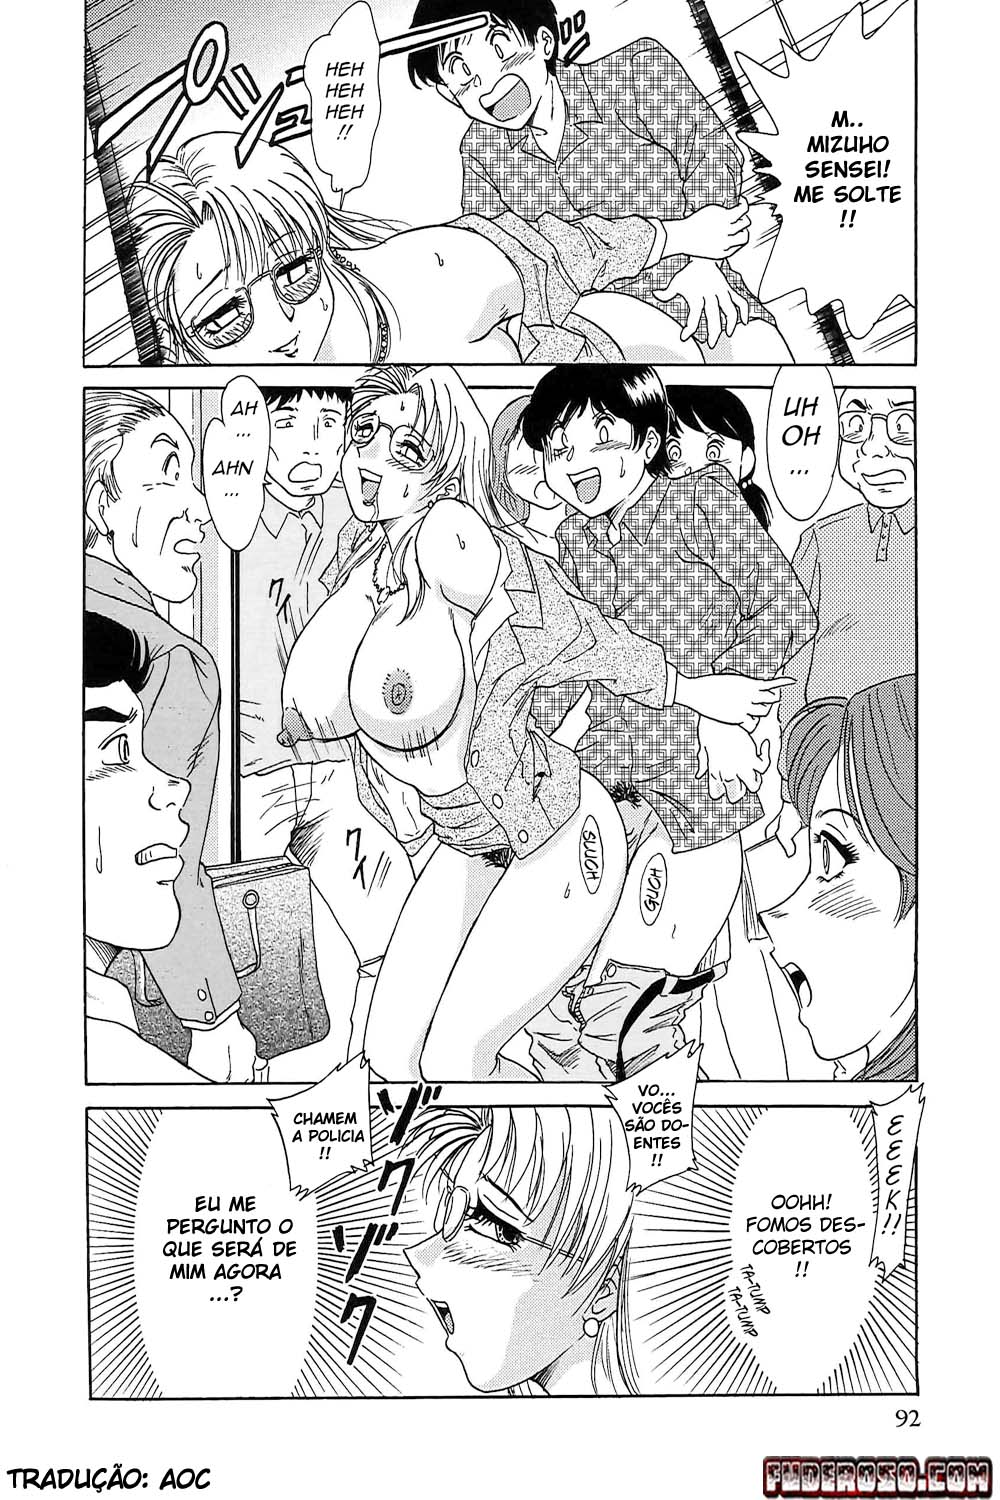 M..
MIZUHO
SENSEI!
ME SOLTE
!!
HEH
HEH
HEH
!!
UH
OH
...
AH
...
AHN
...
SLUCH
GUCH
EEEK!!
VO...
VOCÊS
SÃO DO-
ENTES
!!
CHAMEM
A POLICIA
!!
OOHH!
FOMOS DES-
COBERTOS
!!
TA-TUMP
TA-TUMP
EU ME
PERGUNTO O
QUE SERÁ DE
MIM AGORA
...?
92
TRADUÇÃO: AOC
FUDEROSO.COM